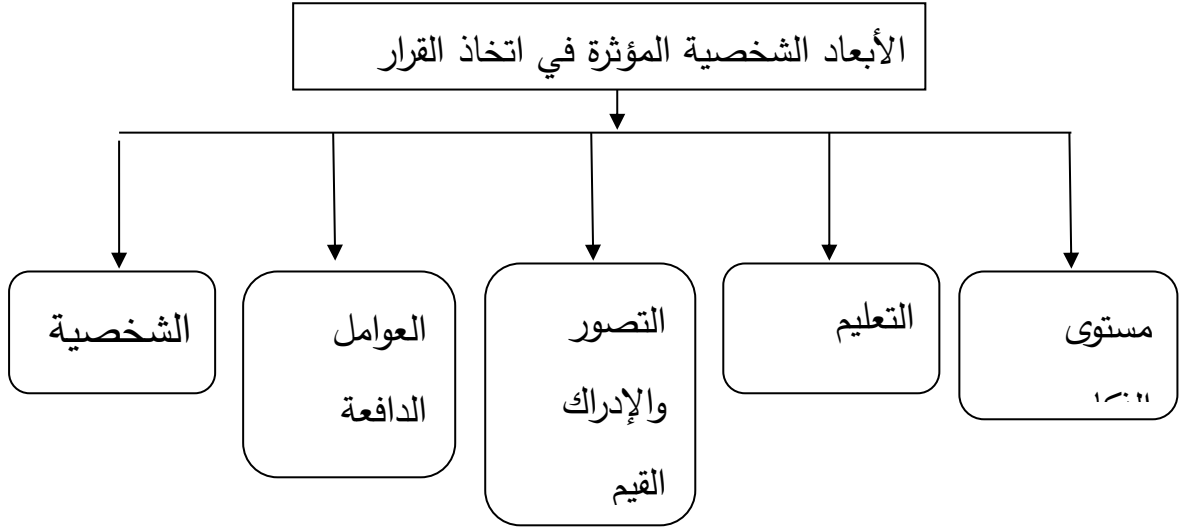 الأبعاد الشخصية المؤثرة في اتخاذ القرار
مستوى
التعليم
التصور
والإدراك
القيم
العوامل
الدافعة
الشخصية